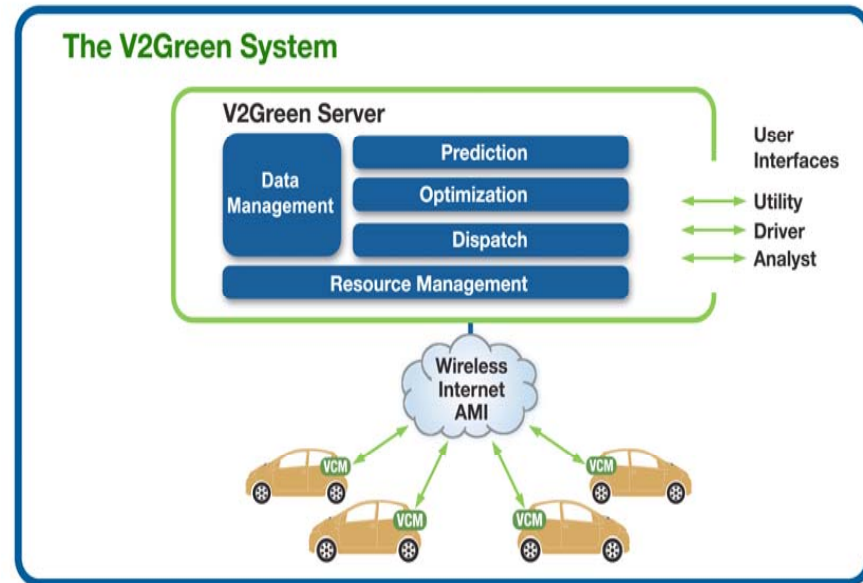 The V2Green System
V2Green Server
Data
Management
Prediction
Optimization
Dispatch
Resource Management
User
Interfaces
Utility
Driver
Analyst
Wireless
Internet
AMI
VCM
VCM
VCM
VCM